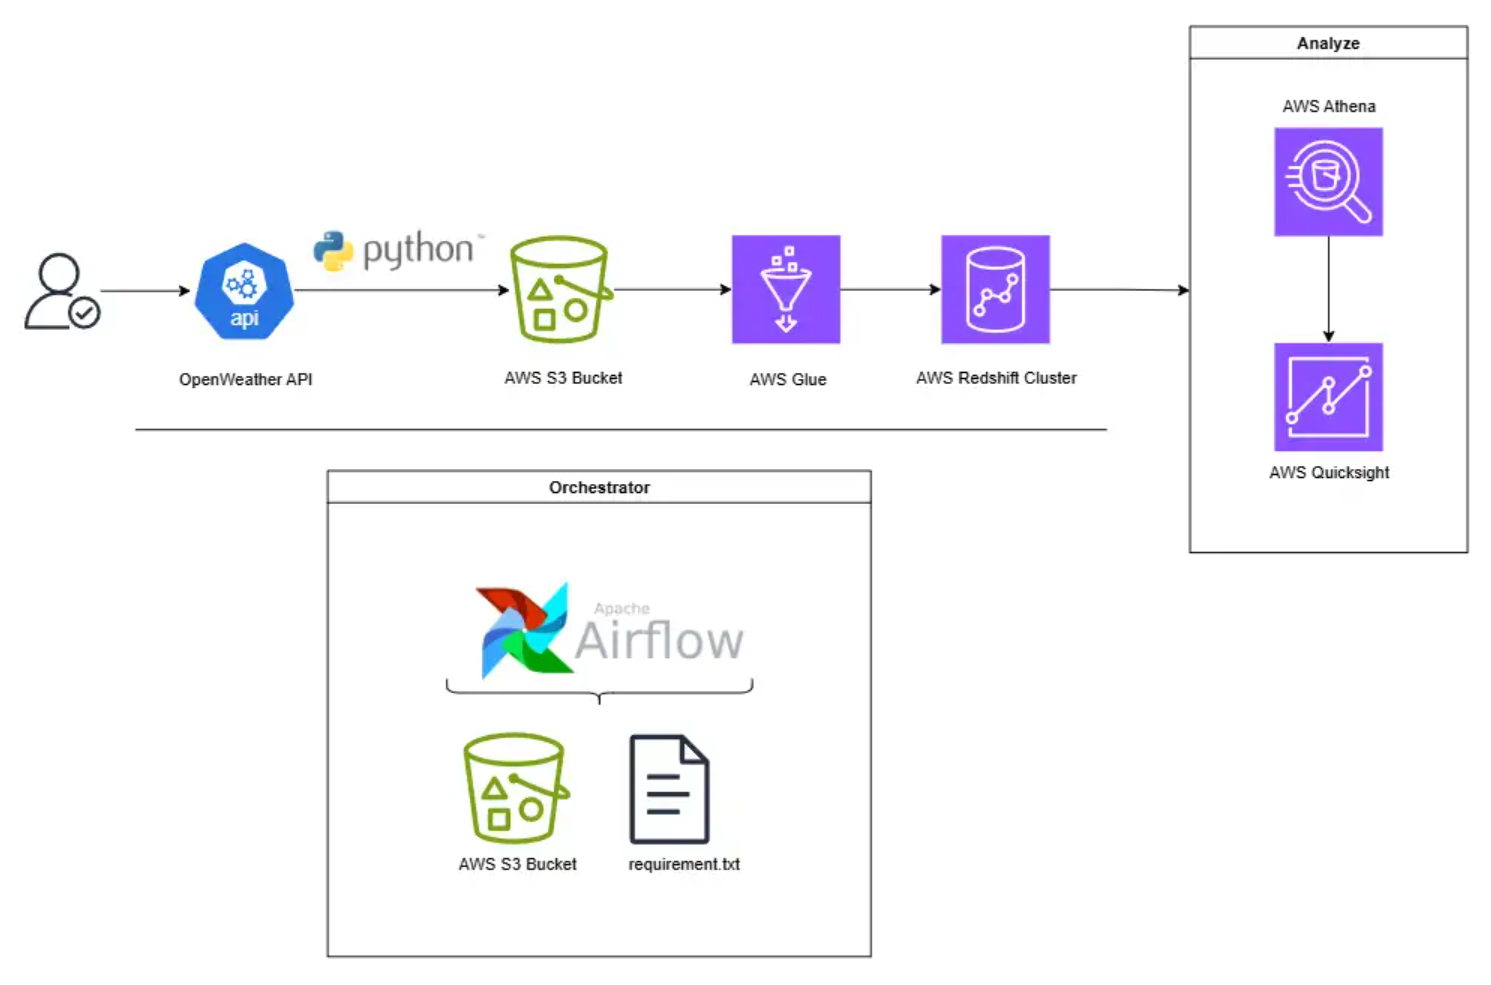 Analyze
AWS Athena
python™
api
OpenWeather API
AWS S3 Bucket
AWS Glue
AWS Redshift Cluster
AWS Quicksight
Orchestrator
Apache
Airflow
AWS S3 Bucket
requirement.txt